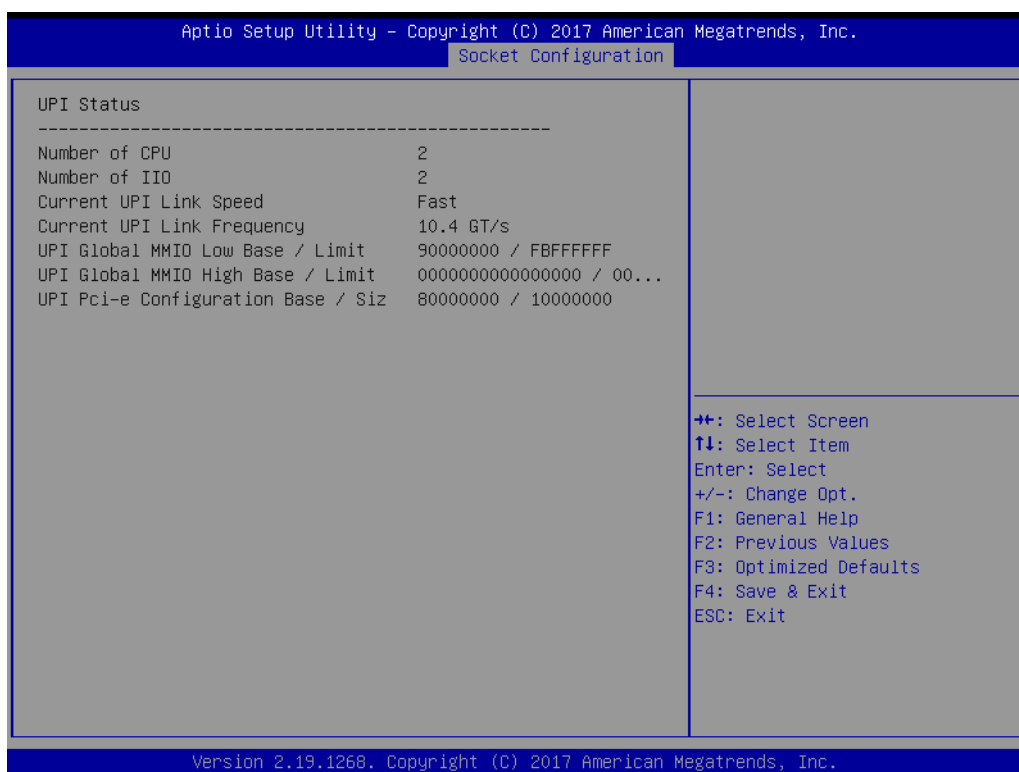 Aptio Setup Utility – Copyright (C) 2017 American Megatrends, Inc.
Socket Configuration
UPI Status
--------------------------------------------------
Number of CPU 2
Number of IIO 2
Current UPI Link Speed Fast
Current UPI Link Frequency 10.4 GT/s
UPI Global MMIO Low Base / Limit 90000000 / FBFFFFFF
UPI Global MMIO High Base / Limit 0000000000000000 / 00...
UPI Pci-e Configuration Base / Siz 80000000 / 10000000
→←: Select Screen
↑↓: Select Item
Enter: Select
+/-: Change Opt.
F1: General Help
F2: Previous Values
F3: Optimized Defaults
F4: Save & Exit
ESC: Exit
Version 2.19.1268. Copyright (C) 2017 American Megatrends, Inc.